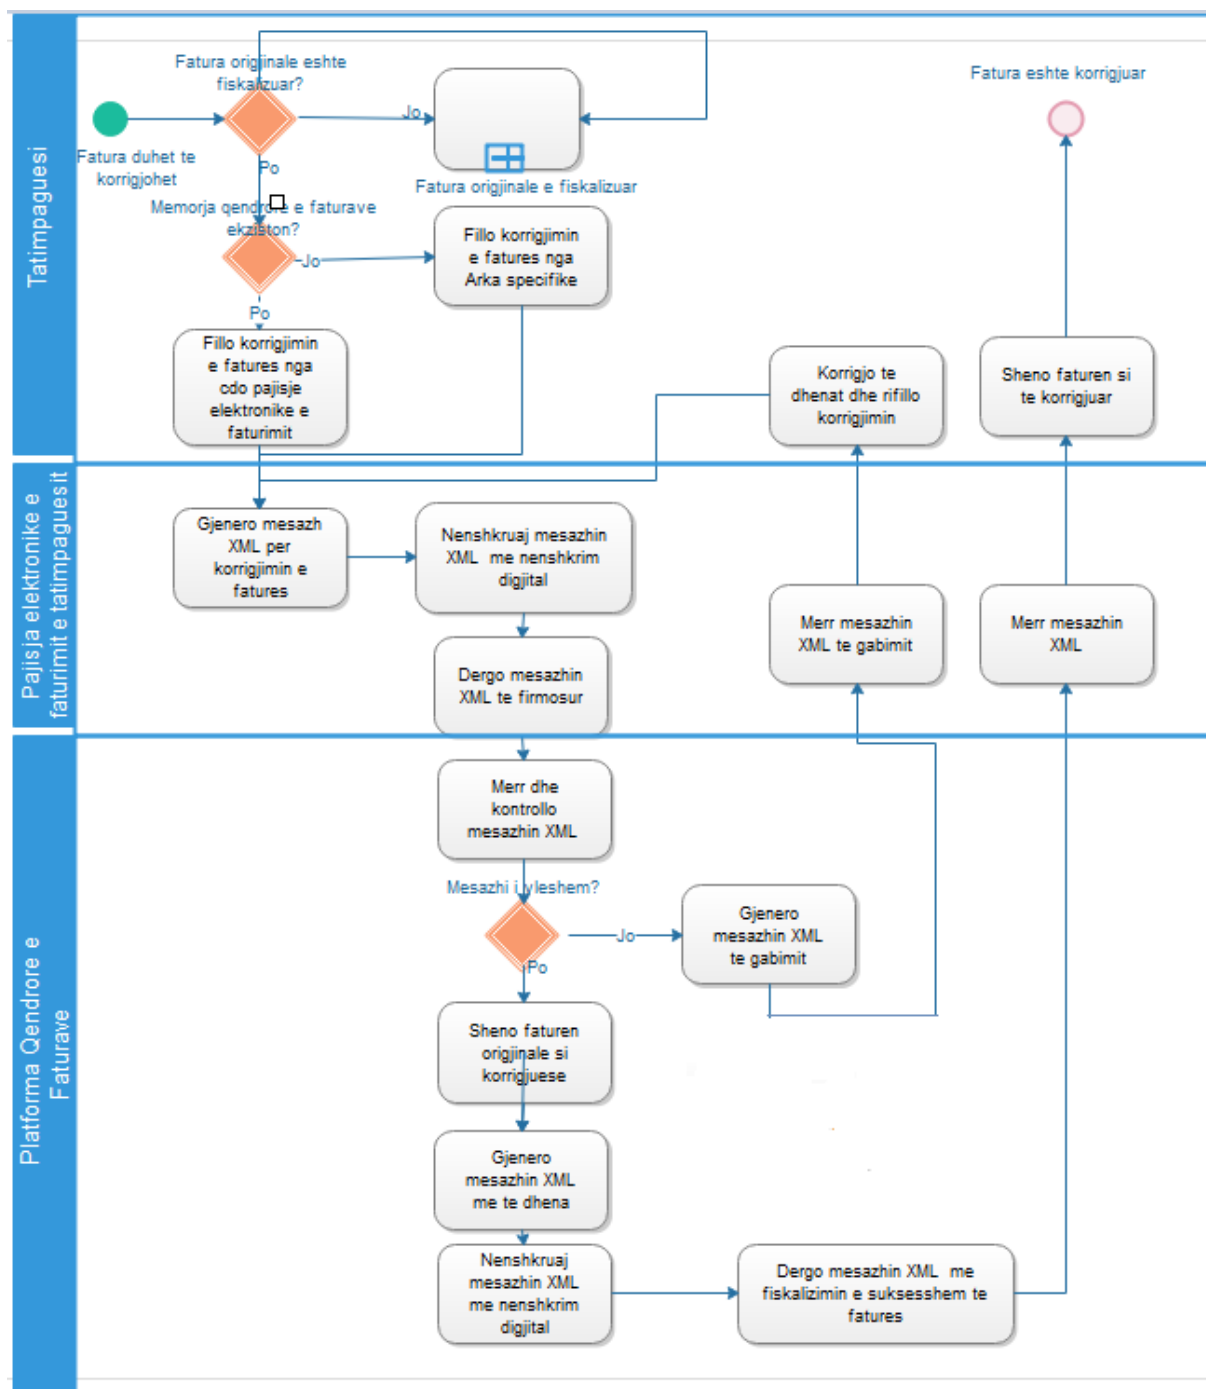 Tatimpaguesi
Fatura origjinale eshte
fiskalizuar?
Fatura duhet te
korrigjohet
Jo
Po
Fatura origjinale e fiskalizuar
Memorja qendrore e faturave
ekziston?
Jo
Po
Fillo korrigjimin
e fatures nga
Arka specifike
Fillo korrigjimin
e fatures nga
cdo pajisje
elektronike e
faturimit
Korrigjo te
dhenat dhe rifillo
korrigjimin
Fatura eshte korrigjuar
Sheno faturen si
te korrigjuar
Pajisja elektronike e
faturimit e tatimpaguesit
Gjenero mesazh
XML per
korrigjimin e
fatures
Nenshkruaj mesazhin
XML me nenshkrim
digjital
Dergo mesazhin
XML te firmosur
Merr mesazhin
XML te gabimit
Merr mesazhin
XML
Platforma Qendrore e
Faturave
Merr dhe
kontrollo
mesazhin XML
Mesazhi i vleshem?
Jo
Po
Gjenero
mesazhin XML
te gabimit
Sheno faturen
origjinale si
korrigjuese
Gjenero
mesazhin XML
me te dhena
Nenshkruaj
mesazhin XML
me nenshkrim
digjital
Dergo mesazhin XML me
fiskalizimin e suksesshem te
fatures